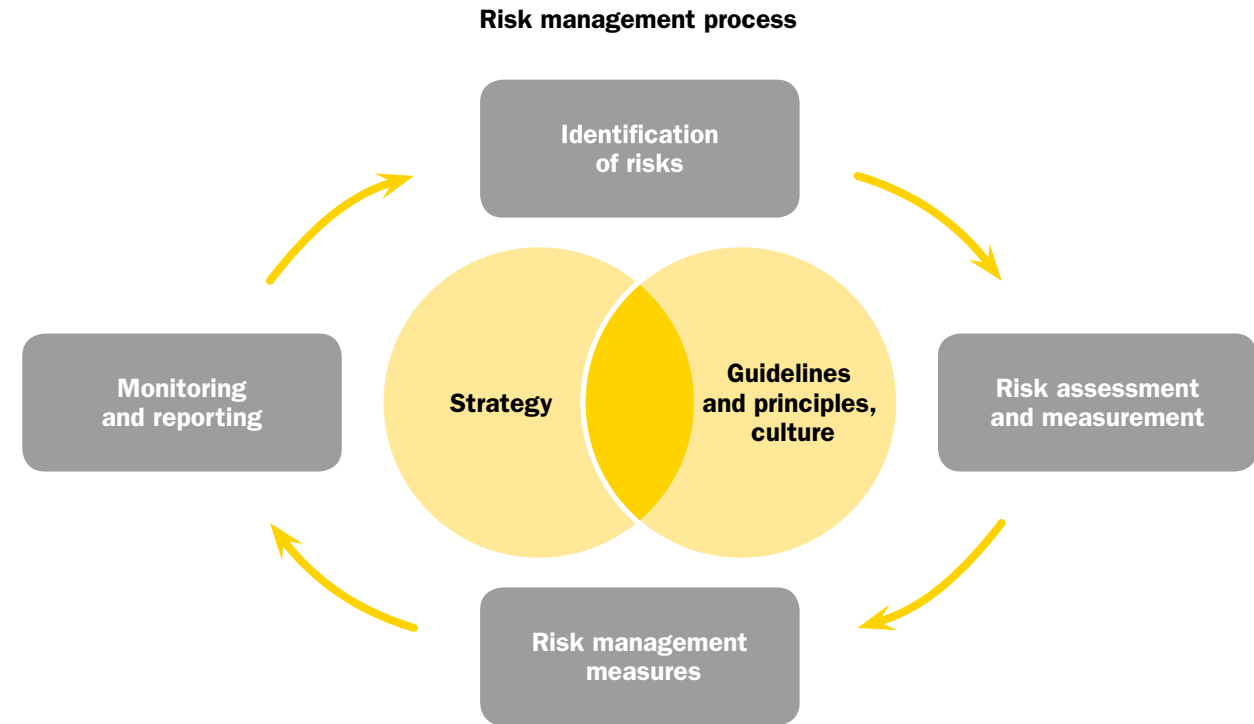 Risk management process
Identification
of risks
Monitoring
and reporting
Strategy
Guidelines
and principles,
culture
Risk assessment
and measurement
Risk management
measures